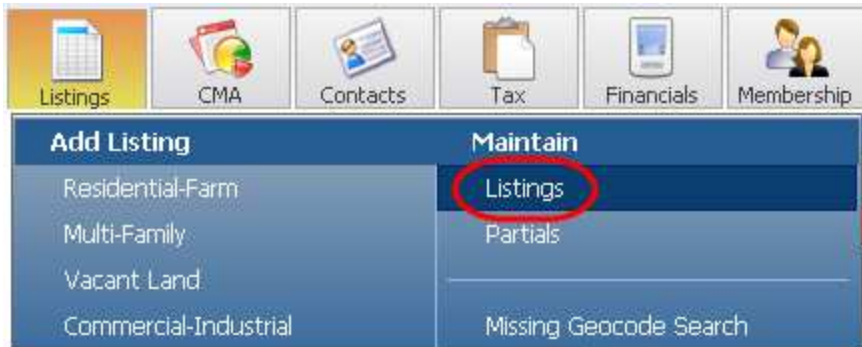 Listings CMA Contacts Tax Financials Membership
Add Listing Maintain
Residential-Farm Listings
Multi-Family Partials
Vacant Land
Commercial-Industrial Missing Geocode Search